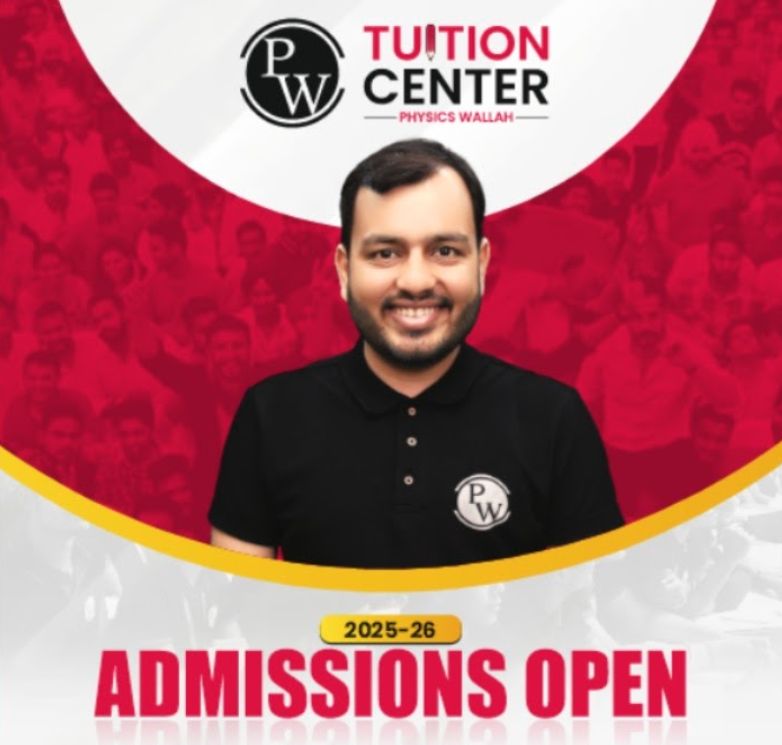 PW
TUITION
CENTER
PHYSICS WALLAH
PW
2025-26
ADMISSIONS OPEN